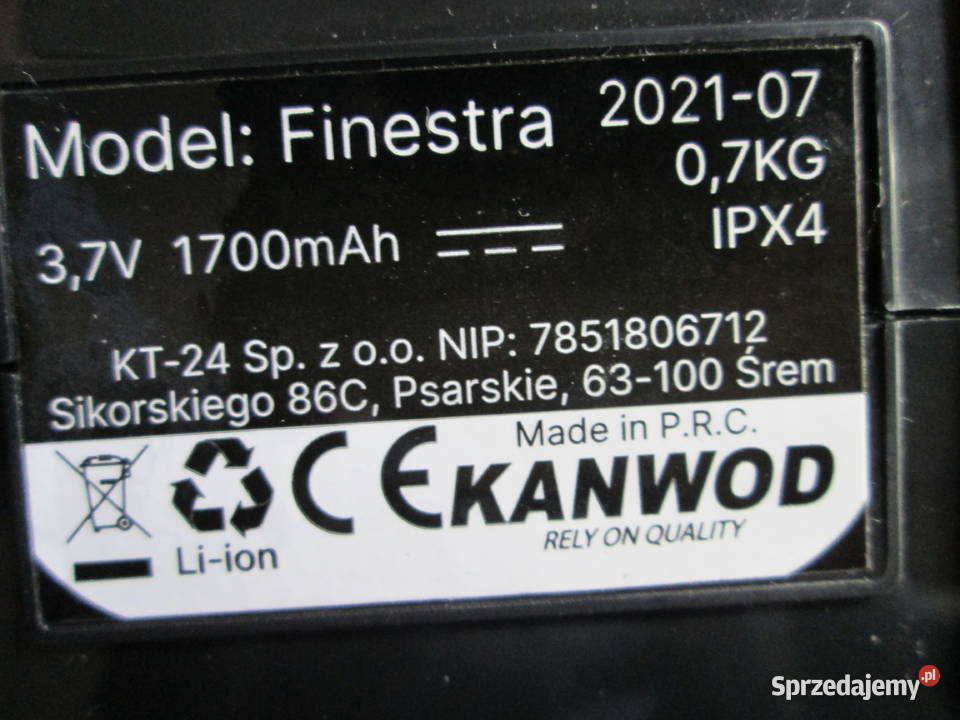 Model: Finestra 2021-07
0,7KG
3,7V 1700mAh IPX4
KT-24 Sp. z o.o. NIP: 7851806712
Sikorskiego 86C, Psarskie, 63-100 Śrem
Made in P.R.C.
CE KANWOD
RELY ON QUALITY
Li-ion
Sprzedajemy.pl